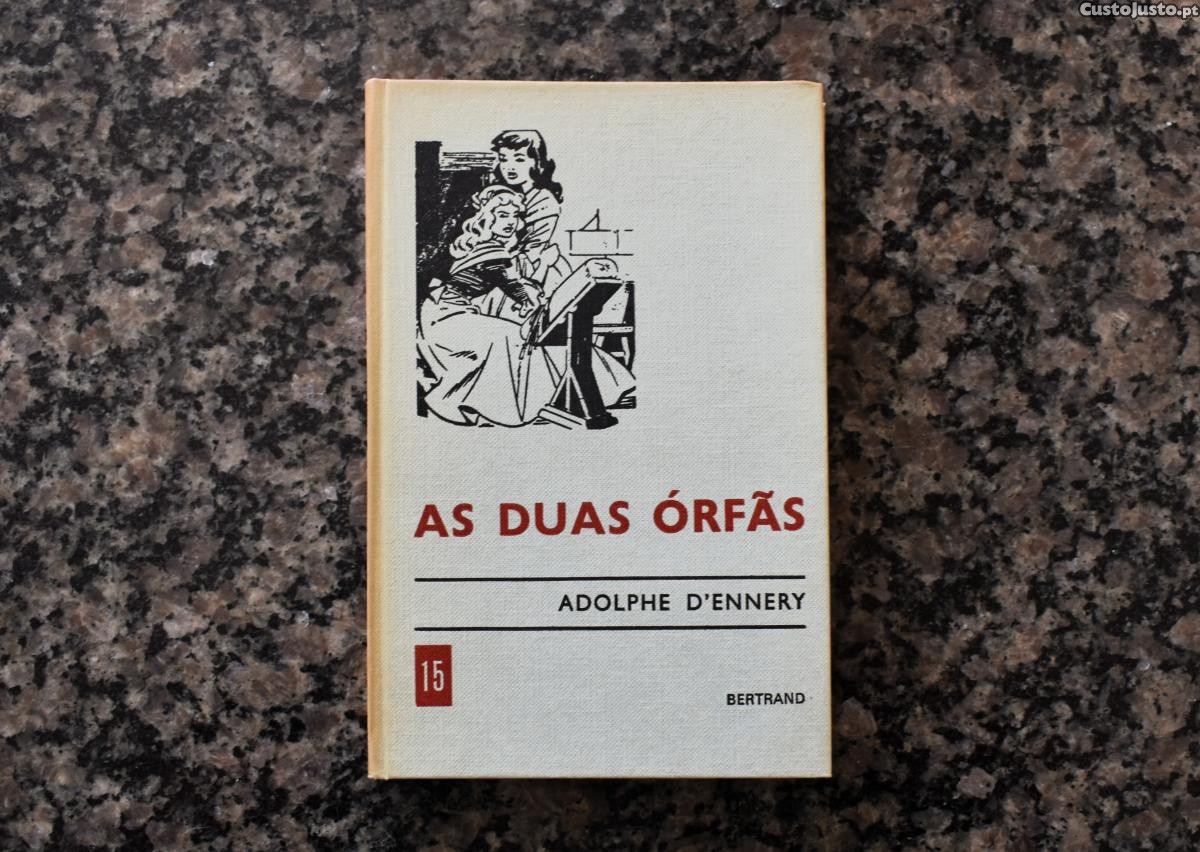 CustoJusto.pt
AS DUAS ÓRFÃS
ADOLPHE D'ENNERY
15
BERTRAND